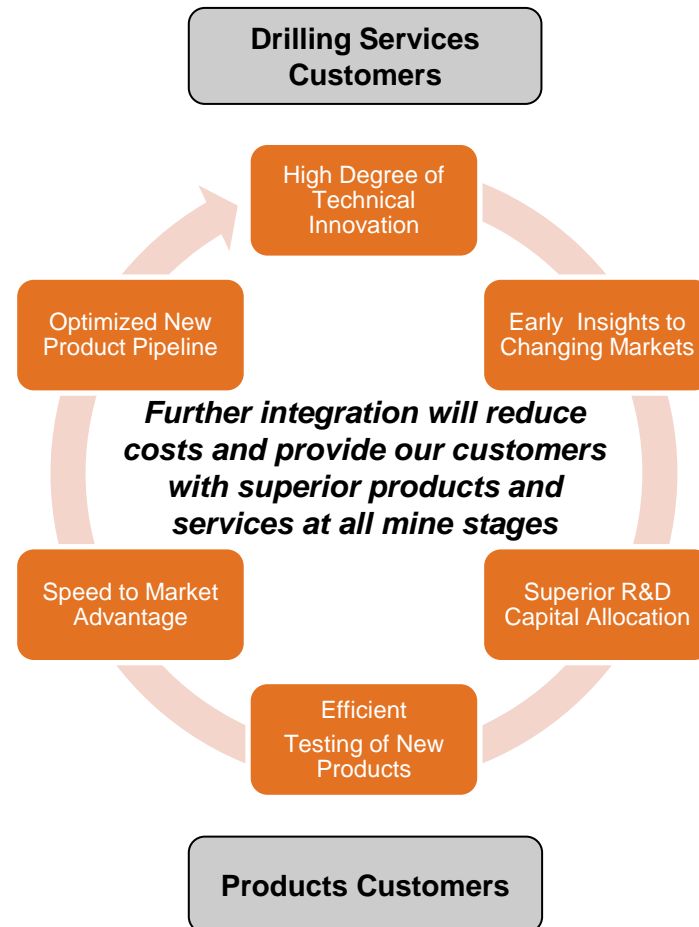 Drilling Services
Customers
High Degree of
Technical
Innovation
Optimized New
Product Pipeline
Early  Insights to
Changing Markets
Further integration will reduce
costs and provide our customers
with superior products and
services at all mine stages
Speed to Market
Advantage
Superior R&D
Capital Allocation
Efficient
Testing of New
Products
Products Customers